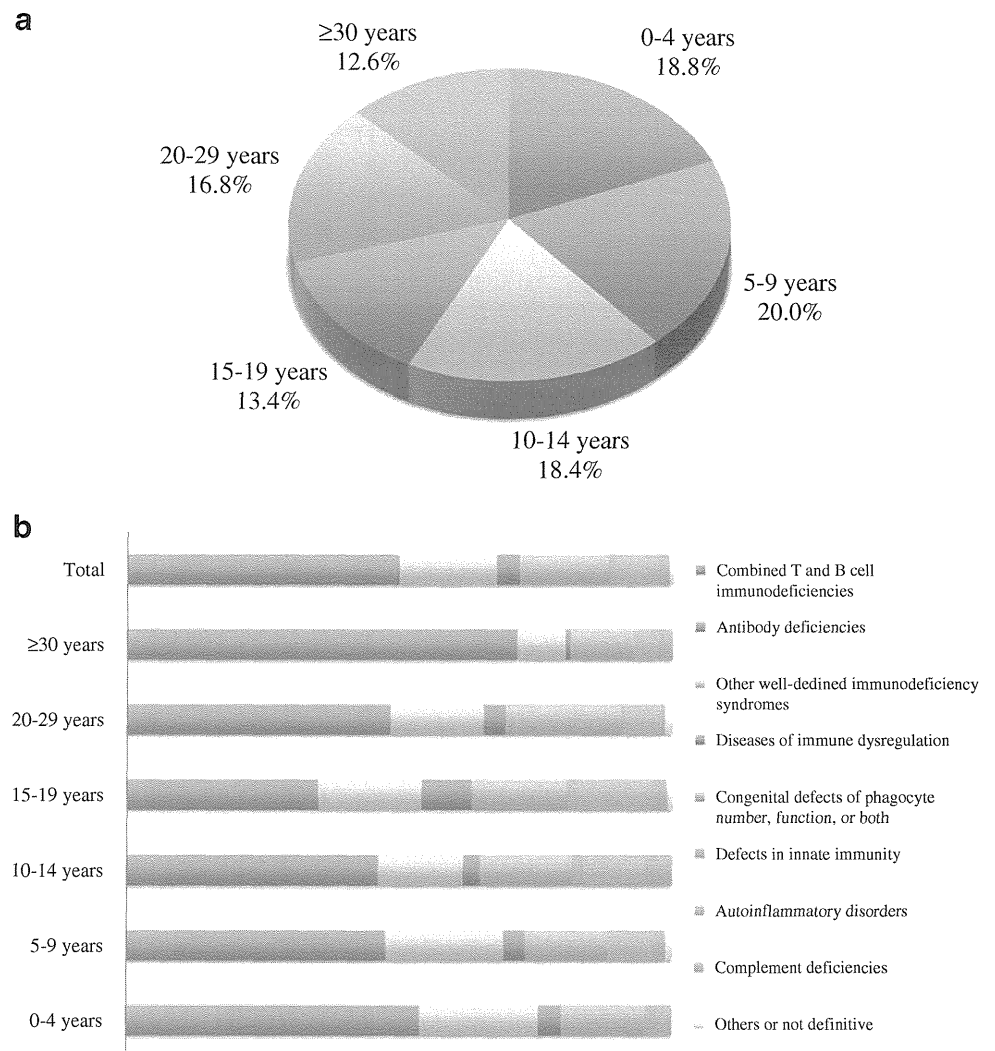 a
≥30 years
12.6%
0-4 years
18.8%
20-29 years
16.8%
5-9 years
20.0%
15-19 years
13.4%
10-14 years
18.4%
b
Total
≥30 years
20-29 years
15-19 years
10-14 years
5-9 years
0-4 years
Combined T and B cell
immunodeficiencies
Antibody deficiencies
Other well-dedined immunodeficiency
syndromes
Diseases of immune dysregulation
Congenital defects of phagocyte
number, function, or both
Defects in innate immunity
Autoinflammatory disorders
Complement deficiencies
Others or not definitive